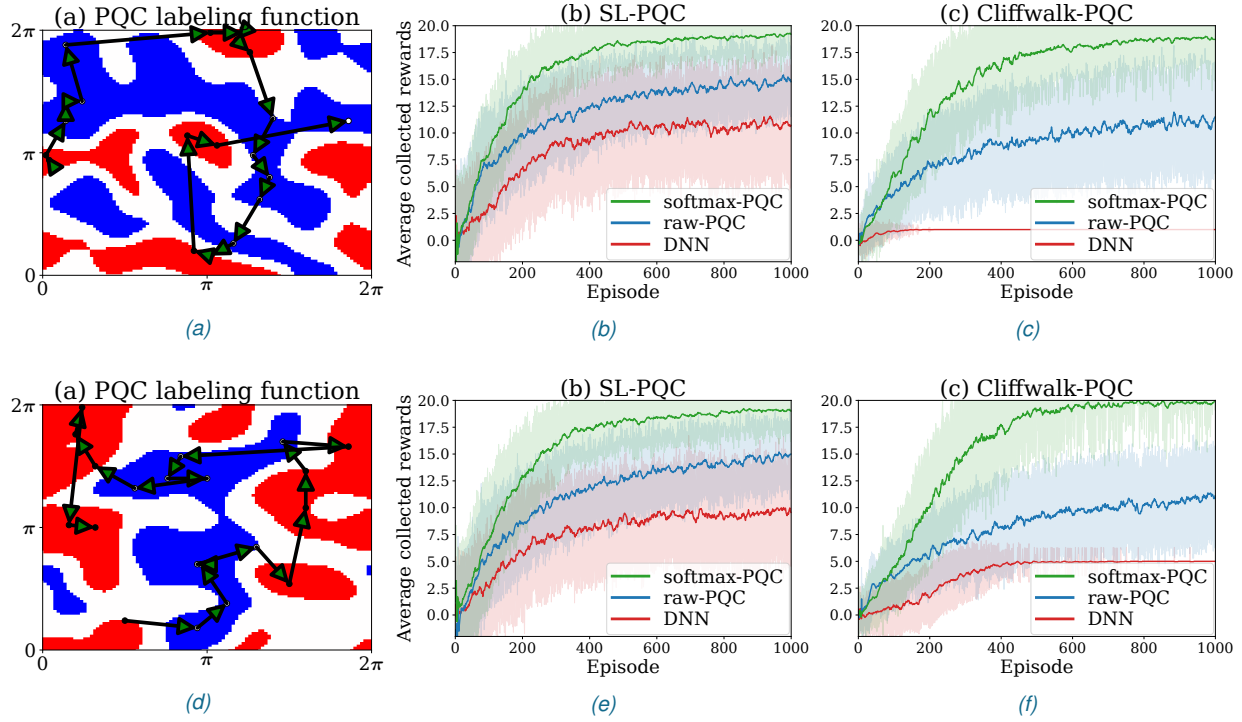 (a) PQC labeling function
2π
π
0
0
π
2π
(a)
(b) SL-PQC
Average collected rewards
20.0
17.5
15.0
12.5
10.0
7.5
5.0
2.5
0.0
softmax-PQC
raw-PQC
DNN
0 200 400 600 800 1000
Episode
(b)
(c) Cliffwalk-PQC
20.0
17.5
15.0
12.5
10.0
7.5
5.0
2.5
0.0
softmax-PQC
raw-PQC
DNN
0 200 400 600 800 1000
Episode
(c)
(a) PQC labeling function
2π
π
0
0
π
2π
(d)
(b) SL-PQC
Average collected rewards
20.0
17.5
15.0
12.5
10.0
7.5
5.0
2.5
0.0
softmax-PQC
raw-PQC
DNN
0 200 400 600 800 1000
Episode
(e)
(c) Cliffwalk-PQC
20.0
17.5
15.0
12.5
10.0
7.5
5.0
2.5
0.0
softmax-PQC
raw-PQC
DNN
0 200 400 600 800 1000
Episode
(f)